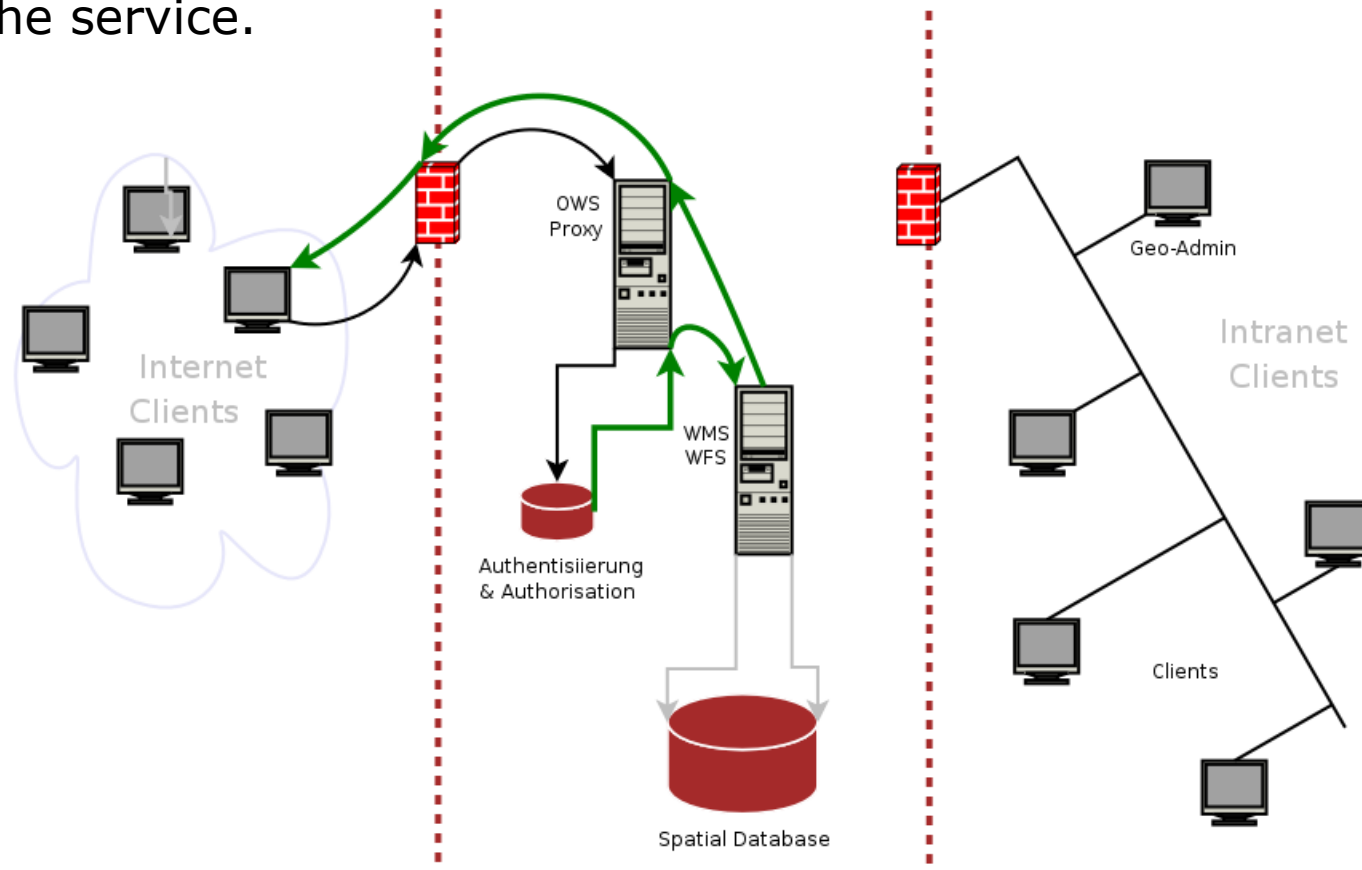 he service.
OWS
Proxy
Geo-Admin
Internet
Clients
Intranet
Clients
WMS
WFS
Authentisiierung
& Authorisation
Clients
Spatial Database